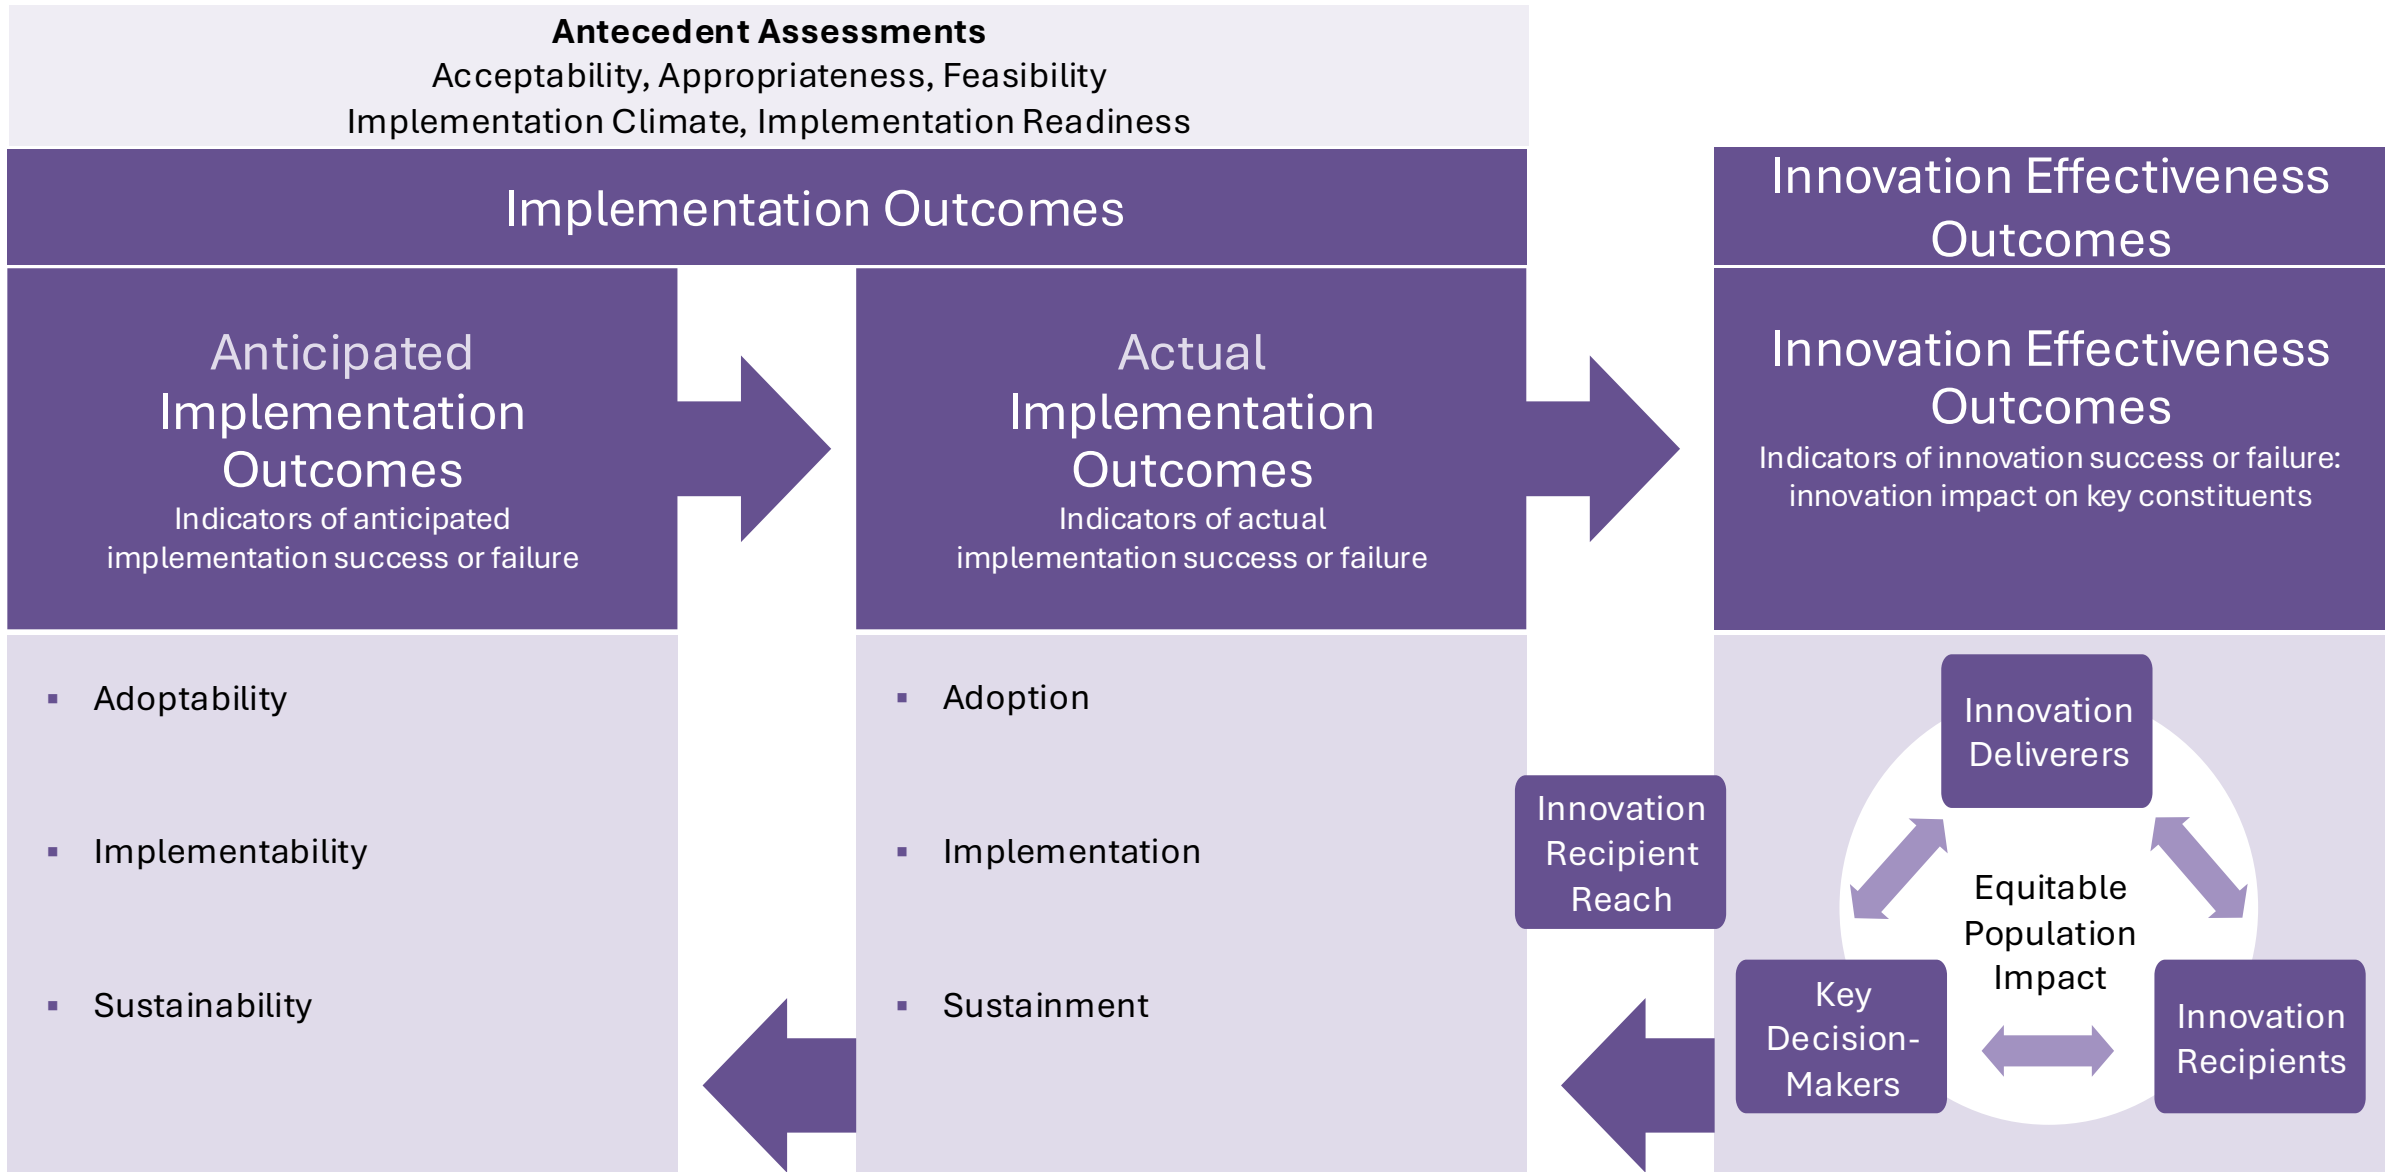 Antecedent Assessments
Acceptability, Appropriateness, Feasibility
Implementation Climate, Implementation Readiness
Implementation Outcomes
Innovation Effectiveness
Outcomes
Anticipated
Implementation
Outcomes
Indicators of anticipated
implementation success or failure
Actual
Implementation
Outcomes
Indicators of actual
implementation success or failure
Innovation Effectiveness
Outcomes
Indicators of innovation success or failure:
innovation impact on key constituents
▪ Adoptability
▪ Implementability
▪ Sustainability
▪ Adoption
▪ Implementation
▪ Sustainment
Innovation
Recipient
Reach
Innovation
Deliverers
Equitable
Population
Impact
Key
Decision-
Makers
Innovation
Recipients